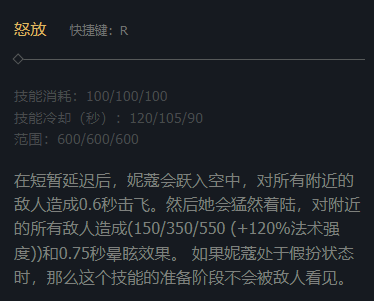 怒放 快捷键：R
技能消耗：100/100/100
技能冷却（秒）：120/105/90
范围：600/600/600
在短暂延迟后，妮蔻会跃入空中，对所有附近的
敌人造成0.6秒击飞。然后她会猛然着陆，对附近
的所有敌人造成(150/350/550 (+120%法术强
度))和0.75秒晕眩效果。 如果妮蔻处于假扮状态
时，那么这个技能的准备阶段不会被敌人看见。